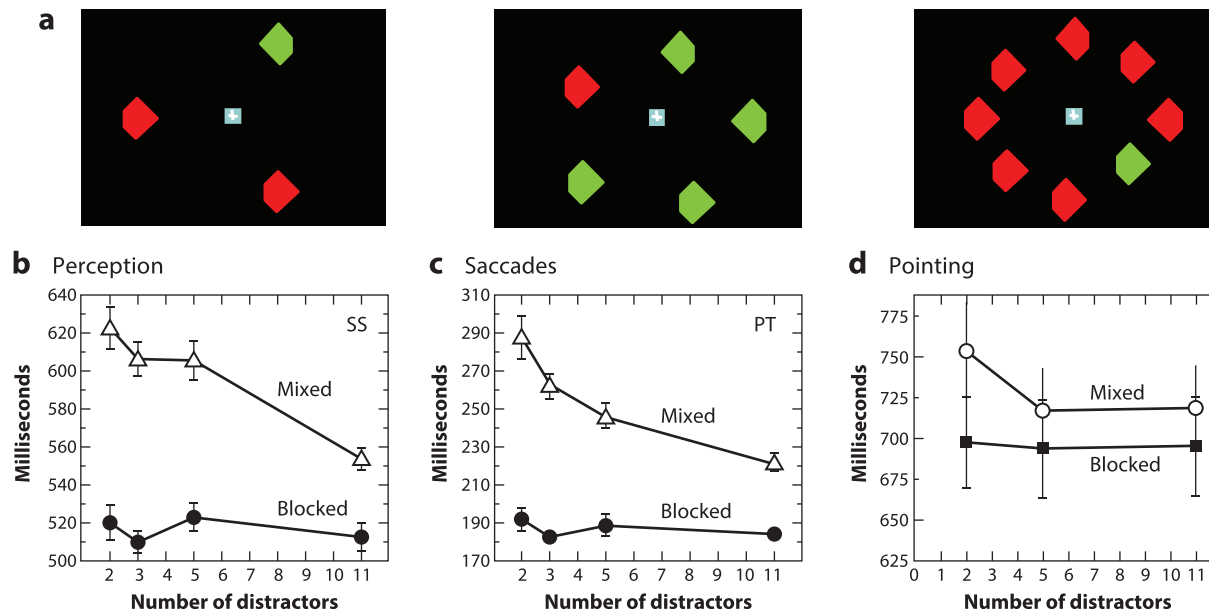 a
b Perception
c Saccades
d Pointing
640
620
600
580
560
540
520
500
Milliseconds
SS
Mixed
Blocked
2 3 4 5 6 7 8 9 10 11
Number of distractors
310
290
270
250
230
210
190
170
Milliseconds
PT
Mixed
Blocked
2 3 4 5 6 7 8 9 10 11
Number of distractors
775
750
725
700
675
650
625
Milliseconds
Mixed
Blocked
0 1 2 3 4 5 6 7 8 9 10 11
Number of distractors